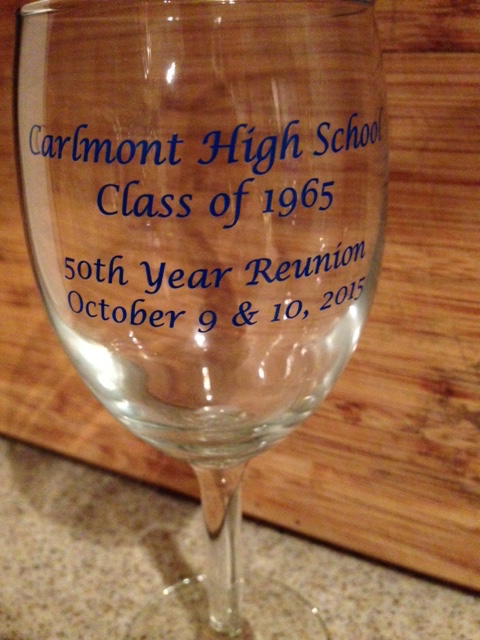 Carlmont High School
Class of 1965
50th Year Reunion
October 9 & 10, 2015